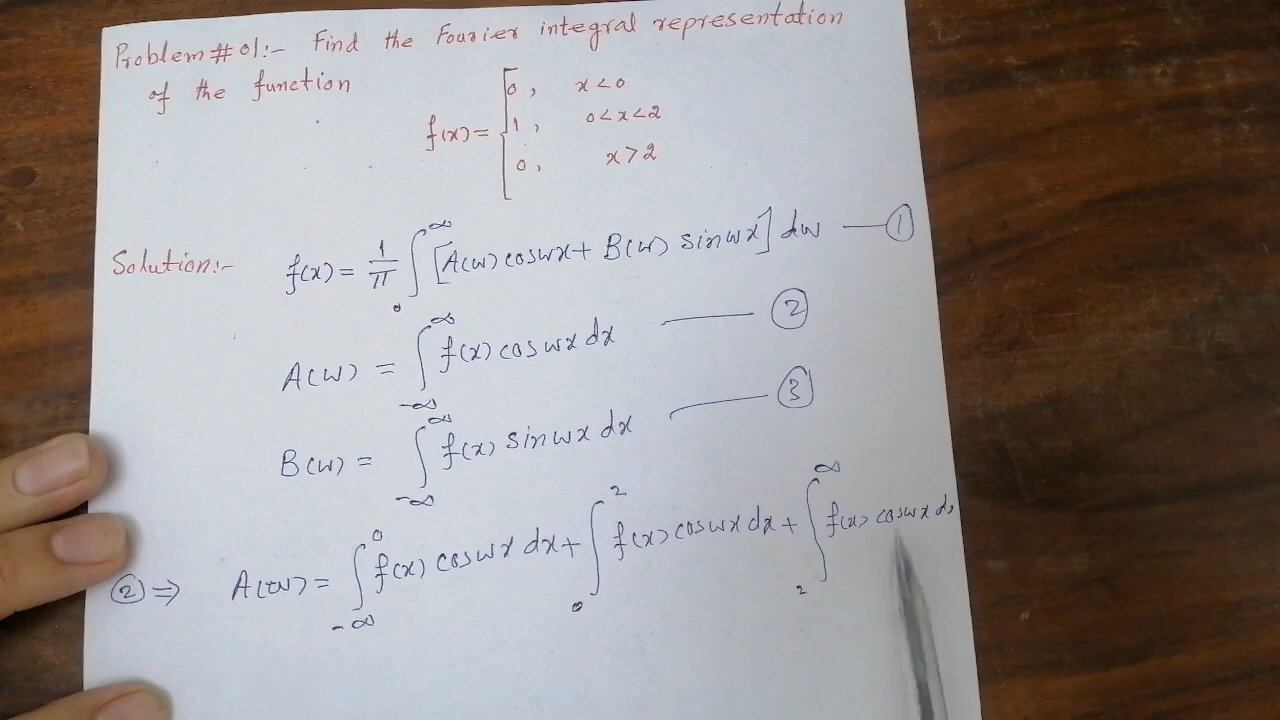 Problem # 01:- Find the Fourier integral representation
of the function
f(x) = [ 0 , x < 0
1 , 0 < x < 2
0 , x > 2
Solution:- f(x) = 1/π ∫₀^∞ [A(w) cos wx + B(w) sin wx] dw — ①
A(w) = ∫_{-∞}^{∞} f(x) cos wx dx — ②
B(w) = ∫_{-∞}^{∞} f(x) sin wx dx — ③
② ⇒ A(w) = ∫_{-∞}^{0} f(x) cos wx dx + ∫_{0}^{2} f(x) cos wx dx + ∫_{2}^{∞} f(x) cos wx dx